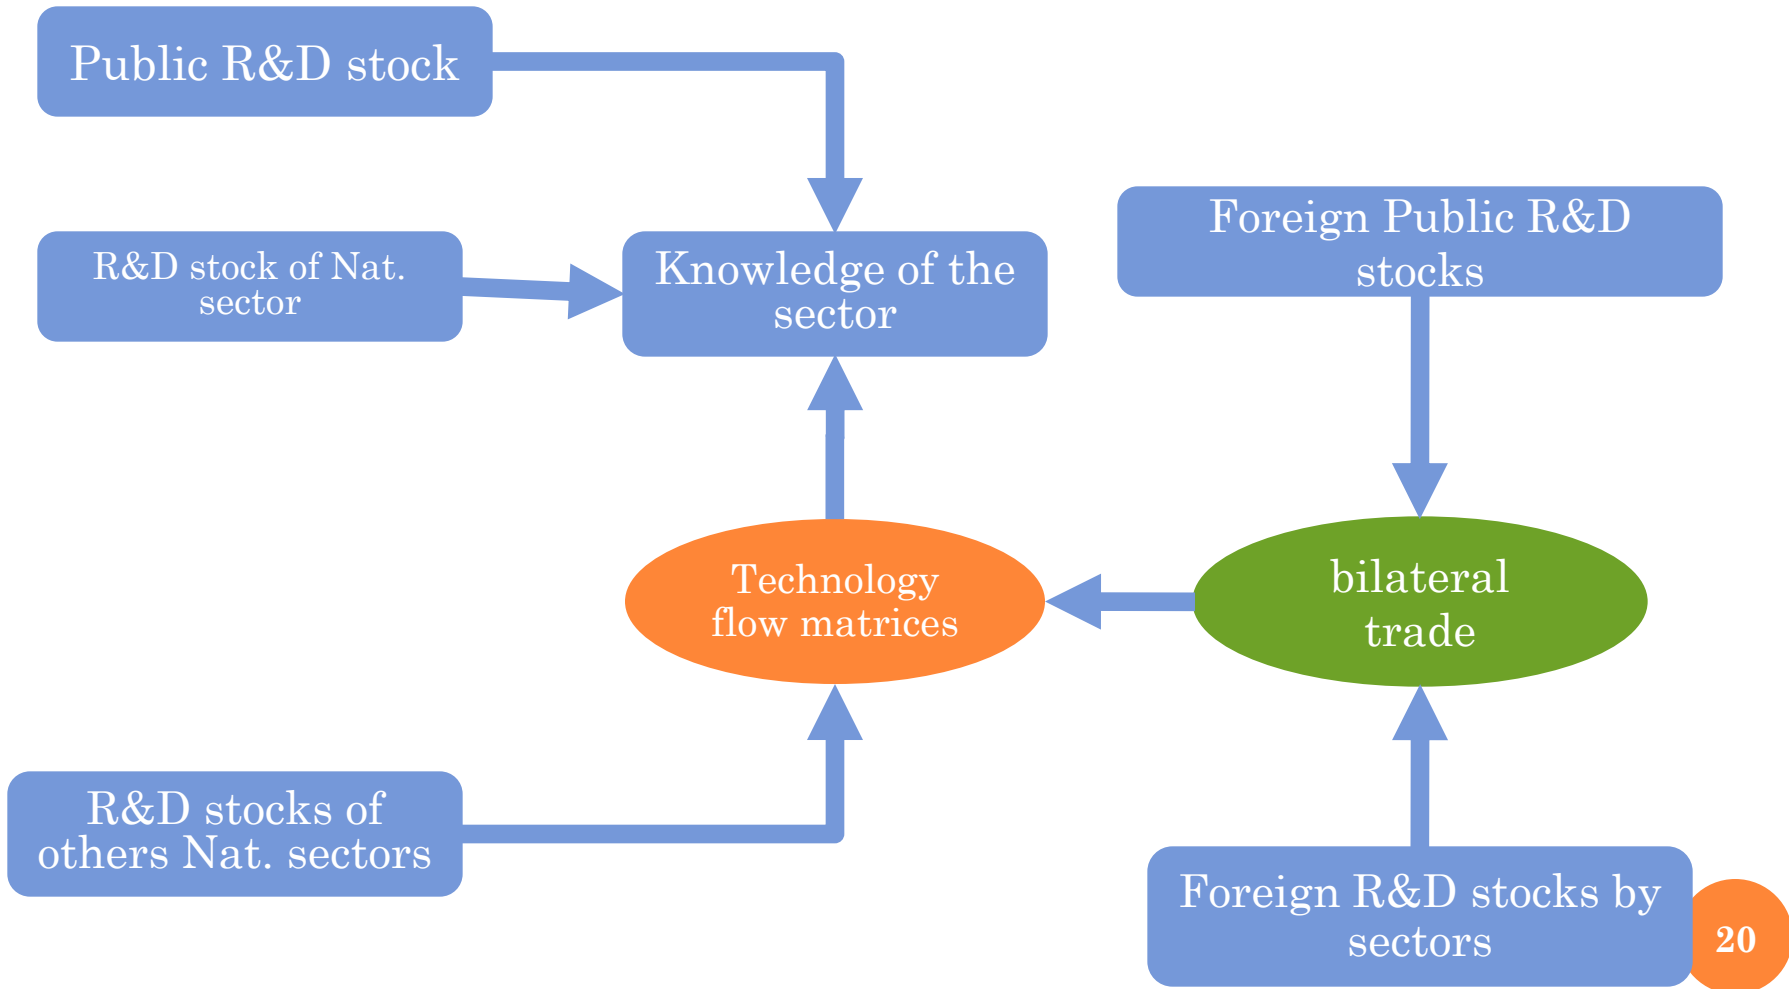 Public R&D stock
R&D stock of Nat.
sector
Knowledge of the
sector
Foreign Public R&D
stocks
Technology
flow matrices
bilateral
trade
R&D stocks of
others Nat. sectors
Foreign R&D stocks by
sectors
20